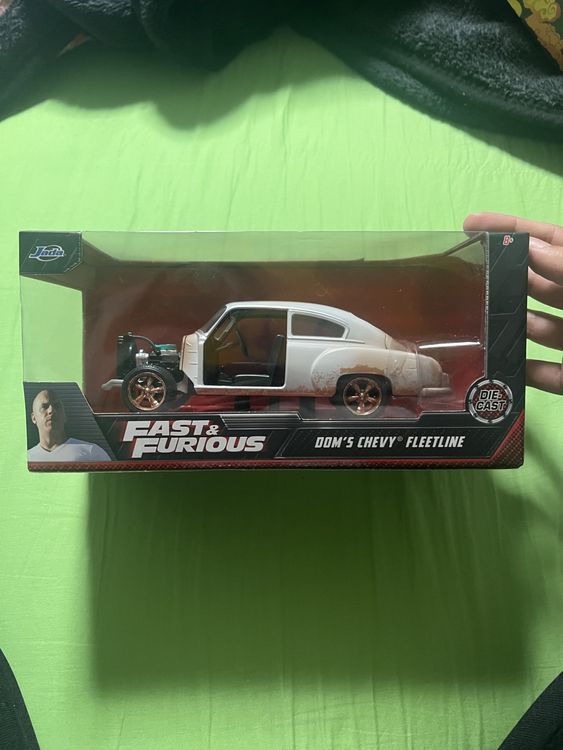 Jada
8+
FAST &
FURIOUS
DOM'S CHEVY® FLEETLINE
DIE-
CAST